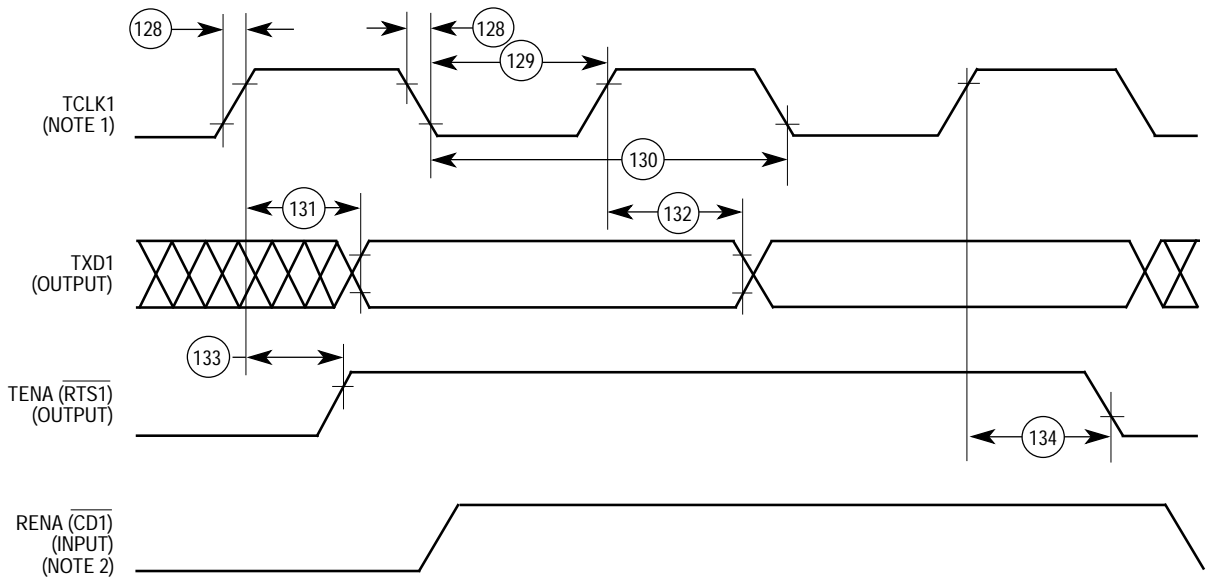 128
128
129
TCLK1
(NOTE 1)
130
131
132
TXD1
(OUTPUT)
133
TENA (RTS1)
(OUTPUT)
134
RENA (CD1)
(INPUT)
(NOTE 2)